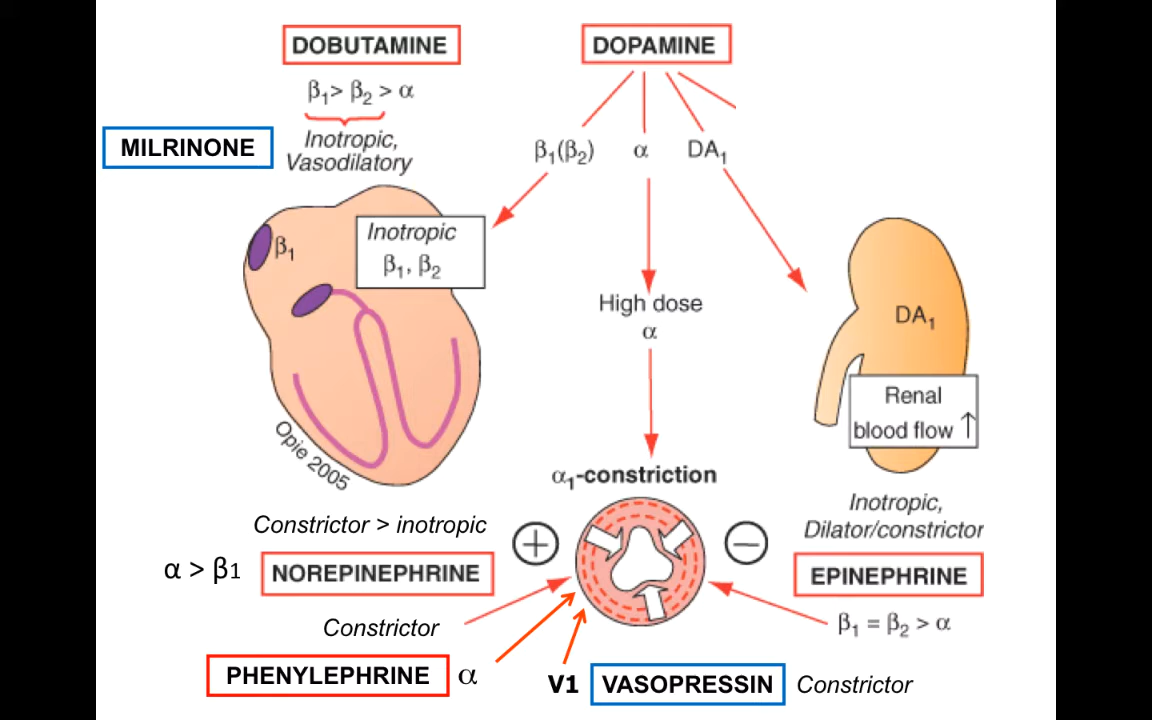 DOBUTAMINE
β₁> β₂ > α
Inotropic,
Vasodilatory
MILRINONE
DOPAMINE
β₁(β₂)
α
DA₁
β₁
Inotropic
β₁, β₂
High dose
α
DA₁
Renal
blood flow ↑
Opie 2005
α₁-constriction
Constrictor > inotropic
+
−
Inotropic,
Dilator/constrictor
α > β1
NOREPINEPHRINE
EPINEPHRINE
β₁ = β₂ > α
Constrictor
PHENYLEPHRINE α
V1 VASOPRESSIN Constrictor